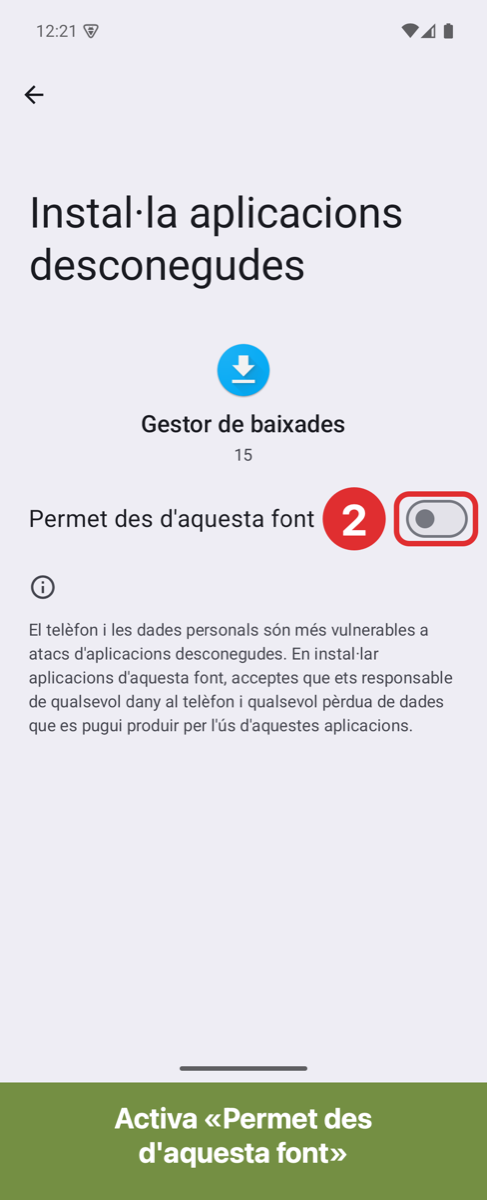 12:21
Instal·la aplicacions
desconegudes
Gestor de baixades
15
Permet des d'aquesta font 2
El telèfon i les dades personals són més vulnerables a
atacs d'aplicacions desconegudes. En instal·lar
aplicacions d'aquesta font, acceptes que ets responsable
de qualsevol dany al telèfon i qualsevol pèrdua de dades
que es pugui produir per l'ús d'aquestes aplicacions.
Activa «Permet des
d'aquesta font»